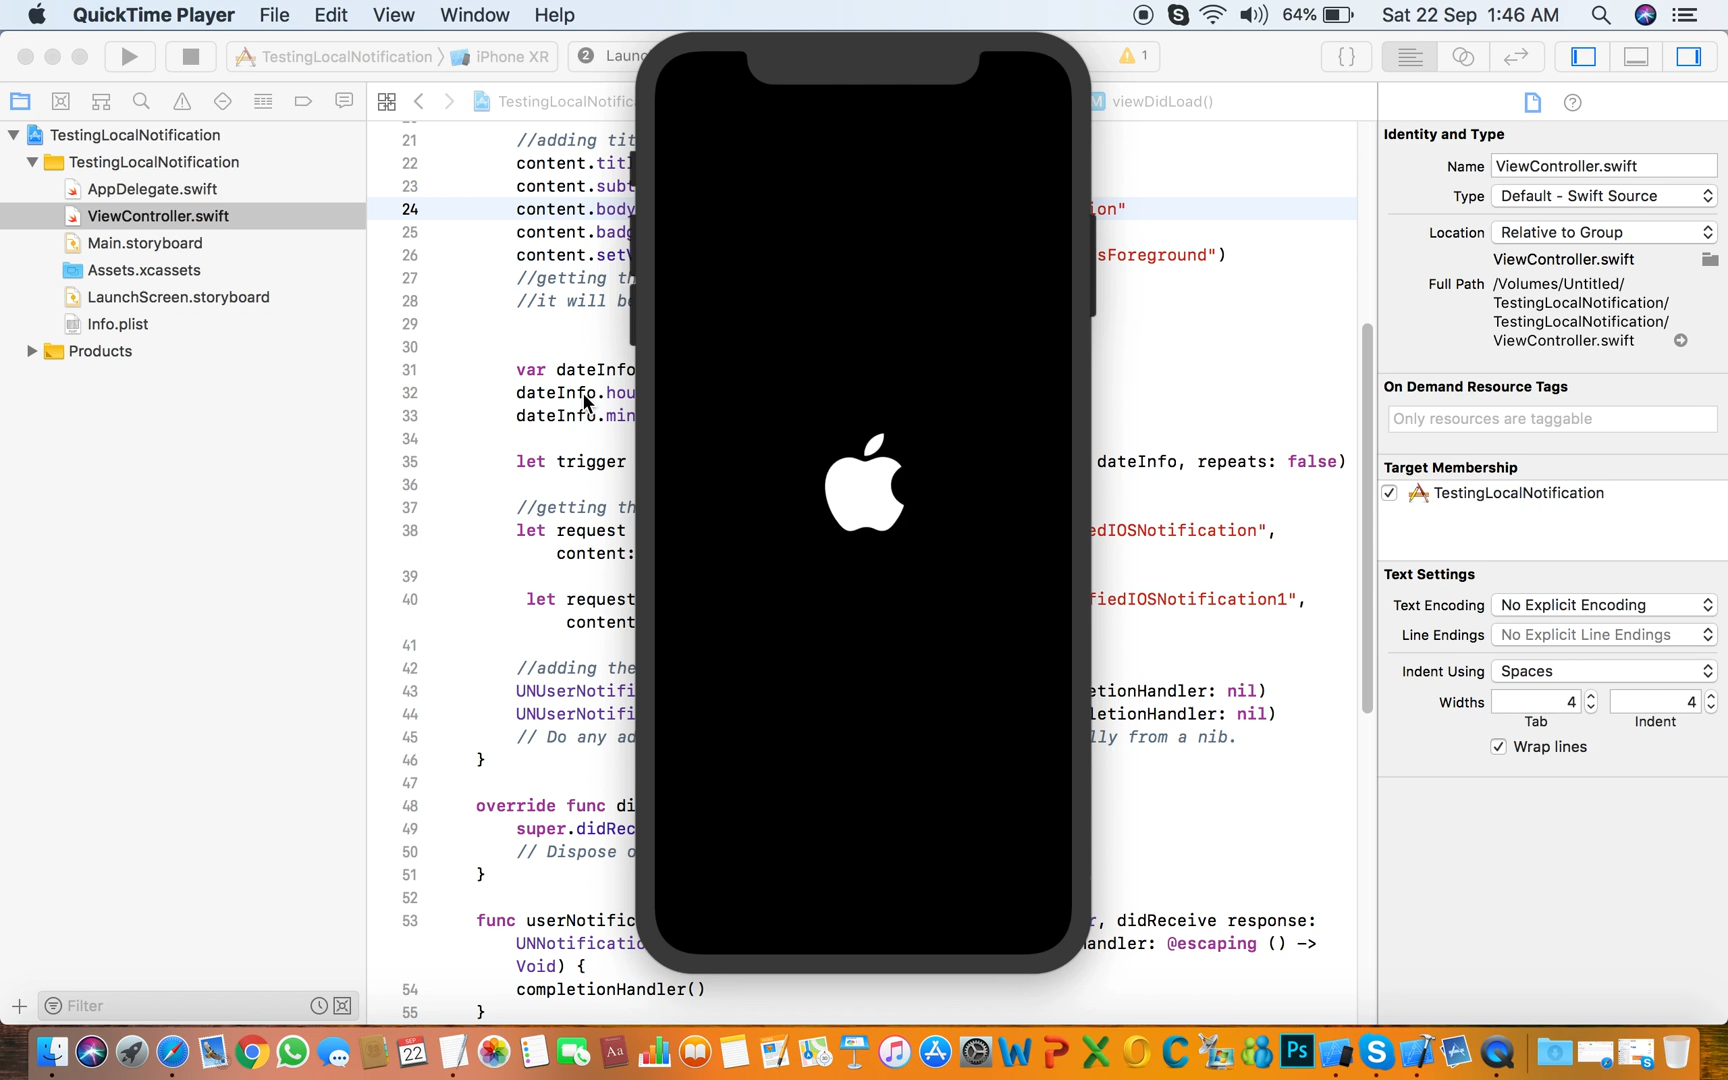 QuickTime Player File Edit View Window Help 64% Sat 22 Sep 1:46 AM
TestingLocalNotification iPhone XR 2 Laun 1
TestingLocalNotific M viewDidLoad()
TestingLocalNotification
TestingLocalNotification
AppDelegate.swift
ViewController.swift
Main.storyboard
Assets.xcassets
LaunchScreen.storyboard
Info.plist
Products
Filter
21 //adding tit
22 content.titl
23 content.subt
24 content.body ion"
25 content.badg
26 content.setV sForeground")
27 //getting th
28 //it will be
29
30
31 var dateInfo
32 dateInfo.hou
33 dateInfo.min
34
35 let trigger dateInfo, repeats: false)
36
37 //getting th
38 let request edIOSNotification",
content:
39
40 let request fiedIOSNotification1",
content
41
42 //adding the
43 UNUserNotifi etionHandler: nil)
44 UNUserNotifi letionHandler: nil)
45 // Do any ad lly from a nib.
46 }
47
48 override func di
49 super.didRec
50 // Dispose o
51 }
52
53 func userNotific r, didReceive response:
UNNotificatio andler: @escaping () ->
Void) {
54 completionHandler()
55 }
Identity and Type
Name ViewController.swift
Type Default - Swift Source
Location Relative to Group
ViewController.swift
Full Path /Volumes/Untitled/
TestingLocalNotification/
TestingLocalNotification/
ViewController.swift
On Demand Resource Tags
Only resources are taggable
Target Membership
TestingLocalNotification
Text Settings
Text Encoding No Explicit Encoding
Line Endings No Explicit Line Endings
Indent Using Spaces
Widths 4 4
Tab Indent
Wrap lines
SEP
22
Aa
Ps